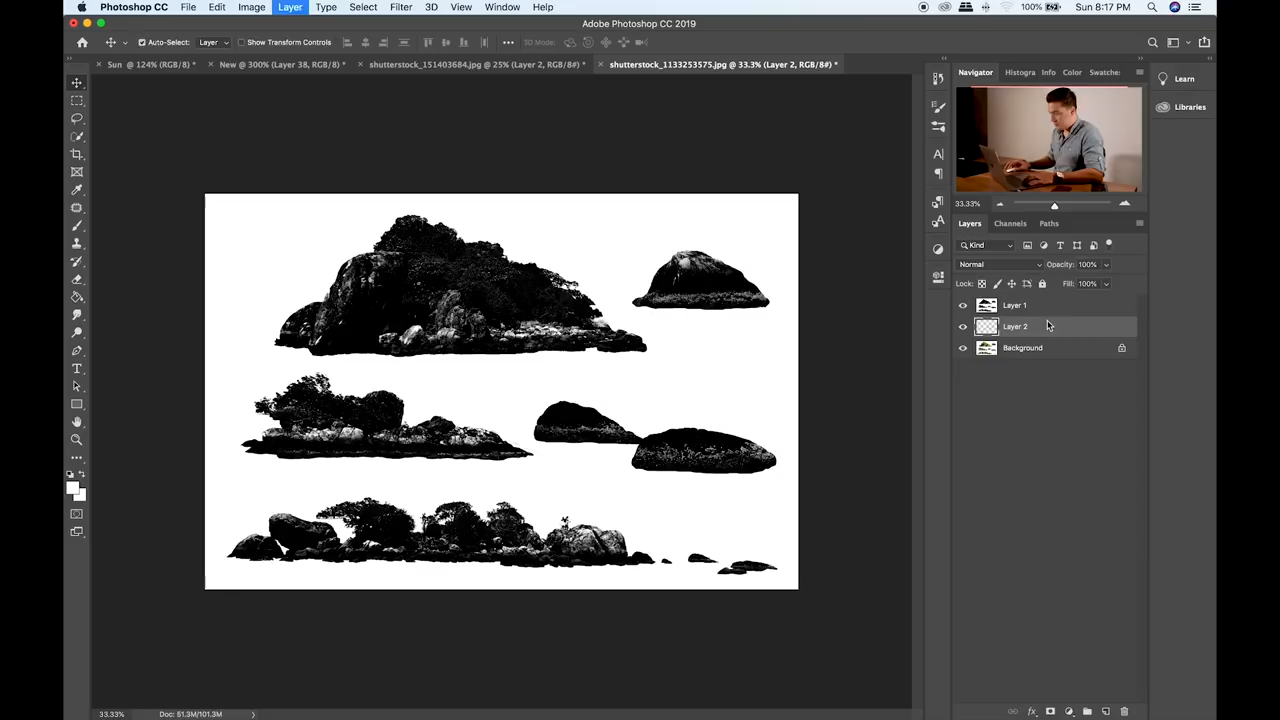 Photoshop CC File Edit Image Layer Type Select Filter 3D View Window Help 100% Sun 8:17 PM
Adobe Photoshop CC 2019
Auto-Select: Layer Show Transform Controls 3D Mode:
Sun @ 124% (RGB/8) * New @ 300% (Layer 38, RGB/8) * shutterstock_151403684.jpg @ 25% (Layer 2, RGB/8#) * shutterstock_1133253575.jpg @ 33.3% (Layer 2, RGB/8#) *
Navigator Histogra Info Color Swatche: Learn
Libraries
33.33%
Layers Channels Paths
Kind
Normal Opacity: 100%
Lock: Fill: 100%
Layer 1
Layer 2
Background
33.33% Doc: 51.3M/101.3M